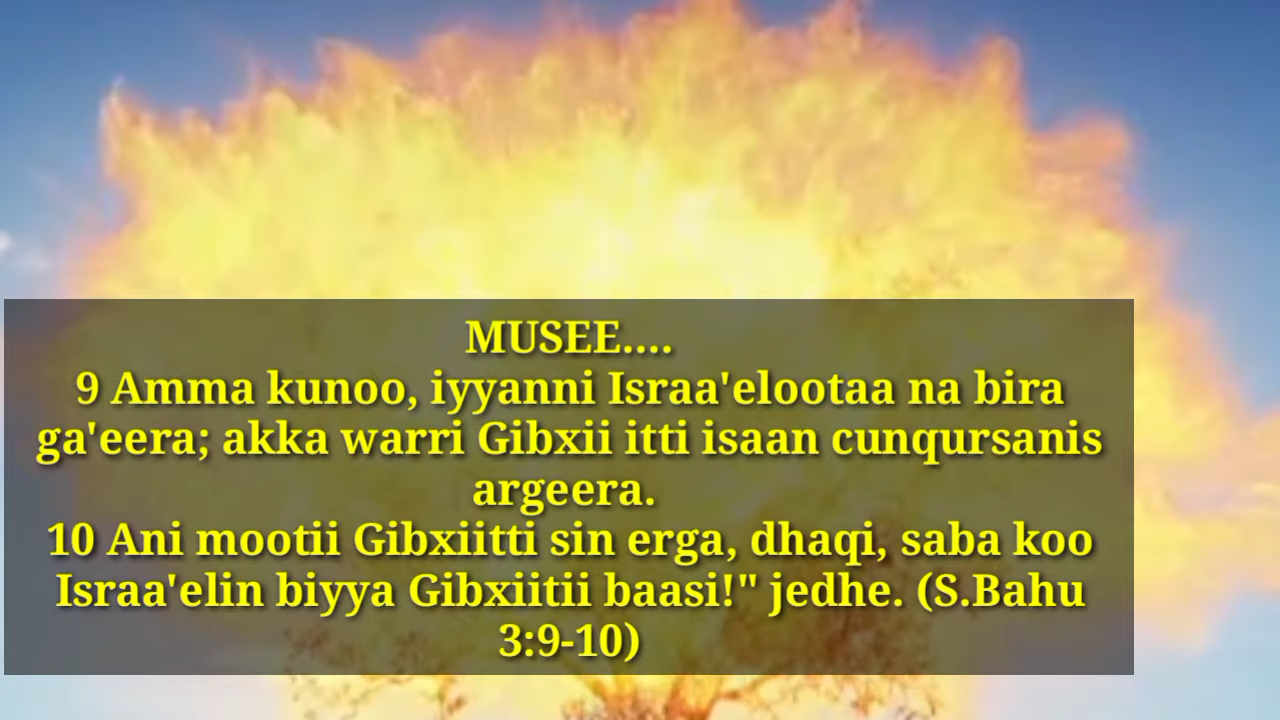 MUSEE....
9 Amma kunoo, iyyanni Israa'elootaa na bira
ga'eera; akka warri Gibxii itti isaan cunqursanis
argeera.
10 Ani mootii Gibxiitti sin erga, dhaqi, saba koo
Israa'elin biyya Gibxiitii baasi!" jedhe. (S.Bahu
3:9-10)